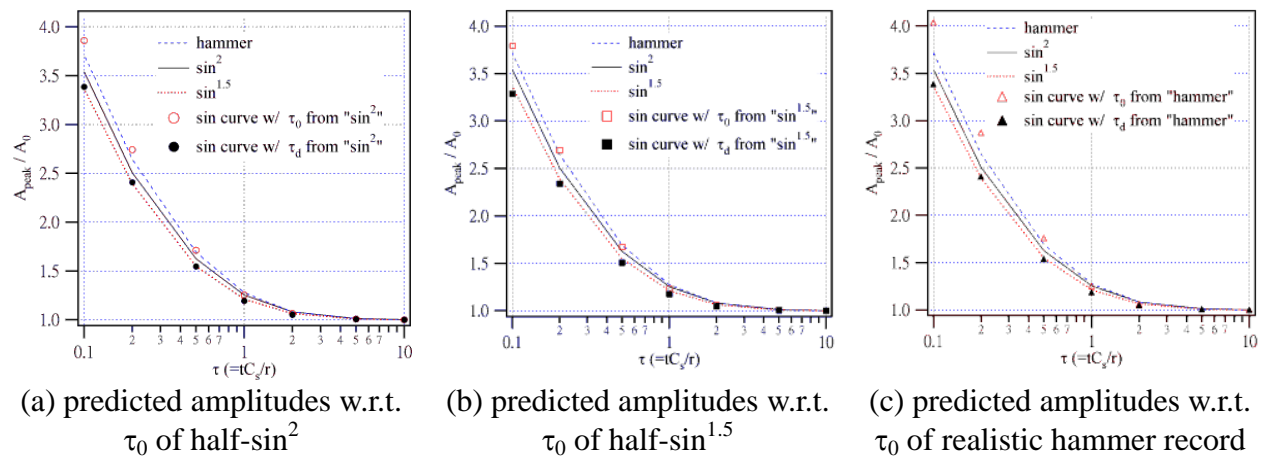 4.0
3.5
3.0
2.5
2.0
1.5
1.0
A_peak / A_0
hammer
sin^2
sin^1.5
sin curve w/ τ_0 from "sin^2"
sin curve w/ τ_d from "sin^2"
0.1 2 3 4 5 6 7 1 2 3 4 5 6 7 10
τ (=tC_s/r)
(a) predicted amplitudes w.r.t.
τ_0 of half-sin^2
4.0
3.5
3.0
2.5
2.0
1.5
1.0
A_peak / A_0
hammer
sin^2
sin^1.5
sin curve w/ τ_0 from "sin^1.5"
sin curve w/ τ_d from "sin^1.5"
0.1 2 3 4 5 6 7 1 2 3 4 5 6 7 10
τ (=tC_s/r)
(b) predicted amplitudes w.r.t.
τ_0 of half-sin^1.5
4.0
3.5
3.0
2.5
2.0
1.5
1.0
A_peak / A_0
hammer
sin^2
sin^1.5
sin curve w/ τ_0 from "hammer"
sin curve w/ τ_d from "hammer"
0.1 2 3 4 5 6 7 1 2 3 4 5 6 7 10
τ (=tC_s/r)
(c) predicted amplitudes w.r.t.
τ_0 of realistic hammer record